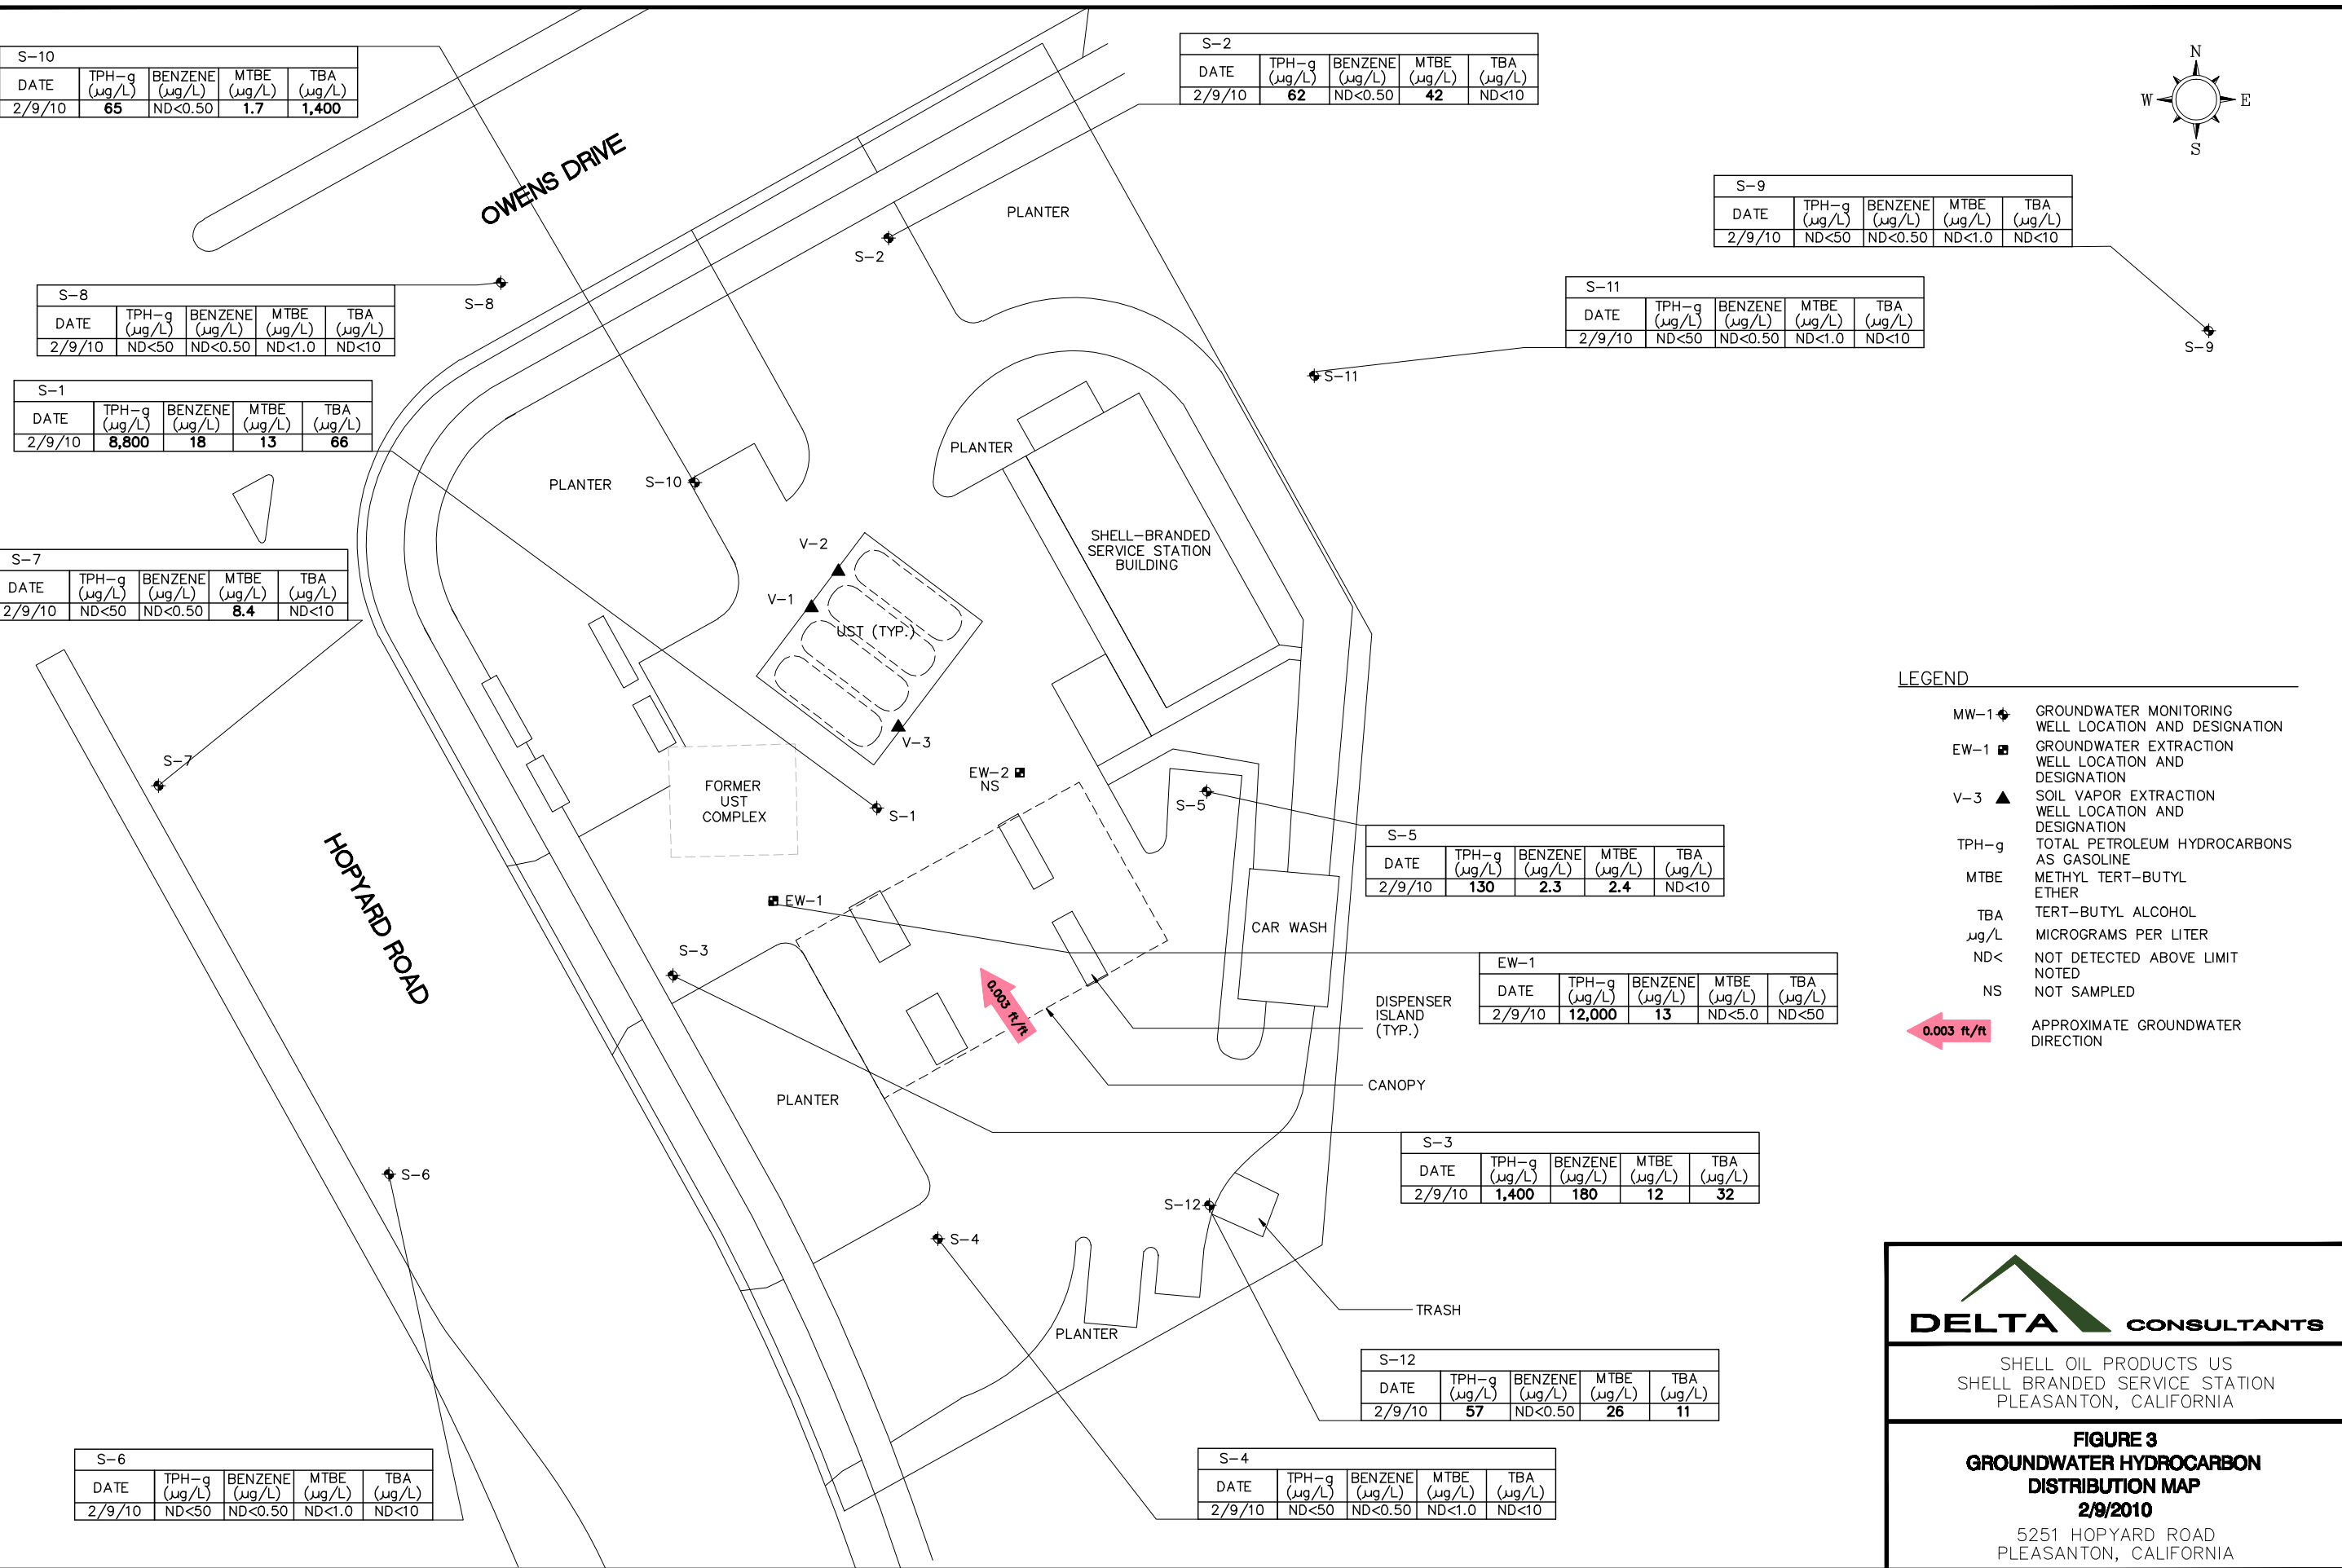 S-10
DATE TPH-g (µg/L) BENZENE (µg/L) MTBE (µg/L) TBA (µg/L)
2/9/10 65 ND<0.50 1.7 1,400
S-2
DATE TPH-g (µg/L) BENZENE (µg/L) MTBE (µg/L) TBA (µg/L)
2/9/10 62 ND<0.50 42 ND<10
N
W E
S
OWENS DRIVE
S-9
DATE TPH-g (µg/L) BENZENE (µg/L) MTBE (µg/L) TBA (µg/L)
2/9/10 ND<50 ND<0.50 ND<1.0 ND<10
PLANTER
S-2
S-8
S-8
DATE TPH-g (µg/L) BENZENE (µg/L) MTBE (µg/L) TBA (µg/L)
2/9/10 ND<50 ND<0.50 ND<1.0 ND<10
S-11
DATE TPH-g (µg/L) BENZENE (µg/L) MTBE (µg/L) TBA (µg/L)
2/9/10 ND<50 ND<0.50 ND<1.0 ND<10
S-9
S-11
S-1
DATE TPH-g (µg/L) BENZENE (µg/L) MTBE (µg/L) TBA (µg/L)
2/9/10 8,800 18 13 66
PLANTER
PLANTER
S-10
SHELL-BRANDED
SERVICE STATION
BUILDING
V-2
V-1
UST (TYP.)
V-3
S-7
DATE TPH-g (µg/L) BENZENE (µg/L) MTBE (µg/L) TBA (µg/L)
2/9/10 ND<50 ND<0.50 8.4 ND<10
S-7
FORMER
UST
COMPLEX
EW-2
NS
S-1
S-5
HOPYARD ROAD
S-5
DATE TPH-g (µg/L) BENZENE (µg/L) MTBE (µg/L) TBA (µg/L)
2/9/10 130 2.3 2.4 ND<10
EW-1
CAR WASH
S-3
0.003 ft/ft
EW-1
DATE TPH-g (µg/L) BENZENE (µg/L) MTBE (µg/L) TBA (µg/L)
2/9/10 12,000 13 ND<5.0 ND<50
DISPENSER
ISLAND
(TYP.)
CANOPY
PLANTER
S-3
DATE TPH-g (µg/L) BENZENE (µg/L) MTBE (µg/L) TBA (µg/L)
2/9/10 1,400 180 12 32
S-6
S-12
S-4
TRASH
PLANTER
S-12
DATE TPH-g (µg/L) BENZENE (µg/L) MTBE (µg/L) TBA (µg/L)
2/9/10 57 ND<0.50 26 11
S-6
DATE TPH-g (µg/L) BENZENE (µg/L) MTBE (µg/L) TBA (µg/L)
2/9/10 ND<50 ND<0.50 ND<1.0 ND<10
S-4
DATE TPH-g (µg/L) BENZENE (µg/L) MTBE (µg/L) TBA (µg/L)
2/9/10 ND<50 ND<0.50 ND<1.0 ND<10
LEGEND
MW-1 GROUNDWATER MONITORING
WELL LOCATION AND DESIGNATION
EW-1 GROUNDWATER EXTRACTION
WELL LOCATION AND
DESIGNATION
V-3 SOIL VAPOR EXTRACTION
WELL LOCATION AND
DESIGNATION
TPH-g TOTAL PETROLEUM HYDROCARBONS
AS GASOLINE
MTBE METHYL TERT-BUTYL
ETHER
TBA TERT-BUTYL ALCOHOL
µg/L MICROGRAMS PER LITER
ND< NOT DETECTED ABOVE LIMIT
NOTED
NS NOT SAMPLED
0.003 ft/ft APPROXIMATE GROUNDWATER
DIRECTION
DELTA CONSULTANTS
SHELL OIL PRODUCTS US
SHELL BRANDED SERVICE STATION
PLEASANTON, CALIFORNIA
FIGURE 3
GROUNDWATER HYDROCARBON
DISTRIBUTION MAP
2/9/2010
5251 HOPYARD ROAD
PLEASANTON, CALIFORNIA